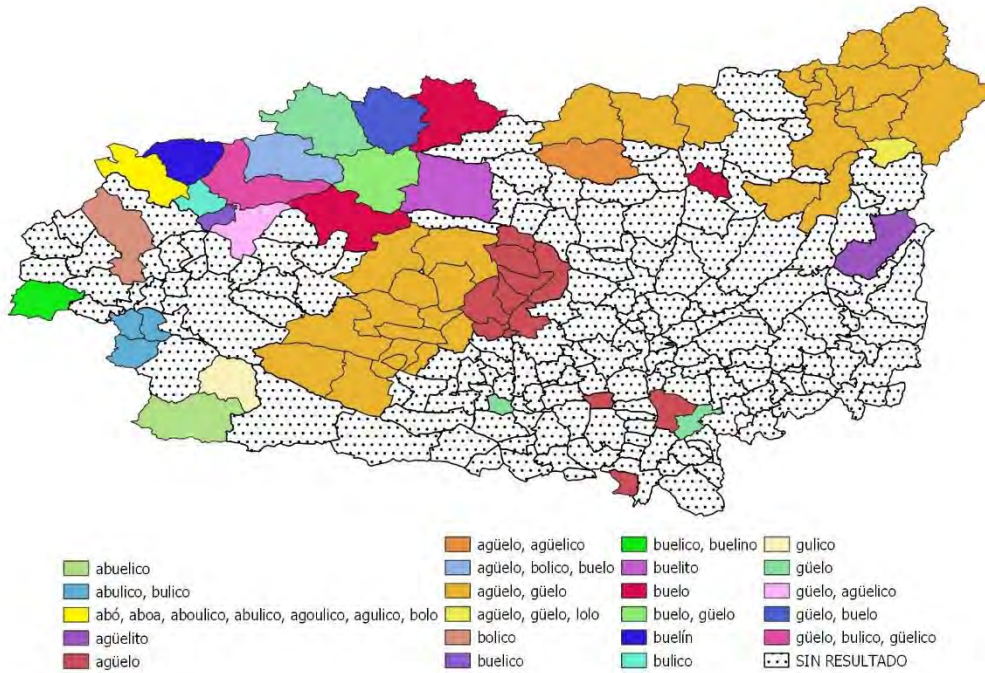 abuelico
abulico, bulico
abó, aboa, aboulico, abulico, agoulico, agulico, bolo
agüelito
agüelo
agüelo, agüelico
agüelo, bolico, buelo
agüelo, güelo
agüelo, güelo, lolo
bolico
buelico
buelico, buelino
buelito
buelo
buelo, güelo
buelín
bulico
gulico
güelo
güelo, agüelico
güelo, buelo
güelo, bulico, güelico
SIN RESULTADO